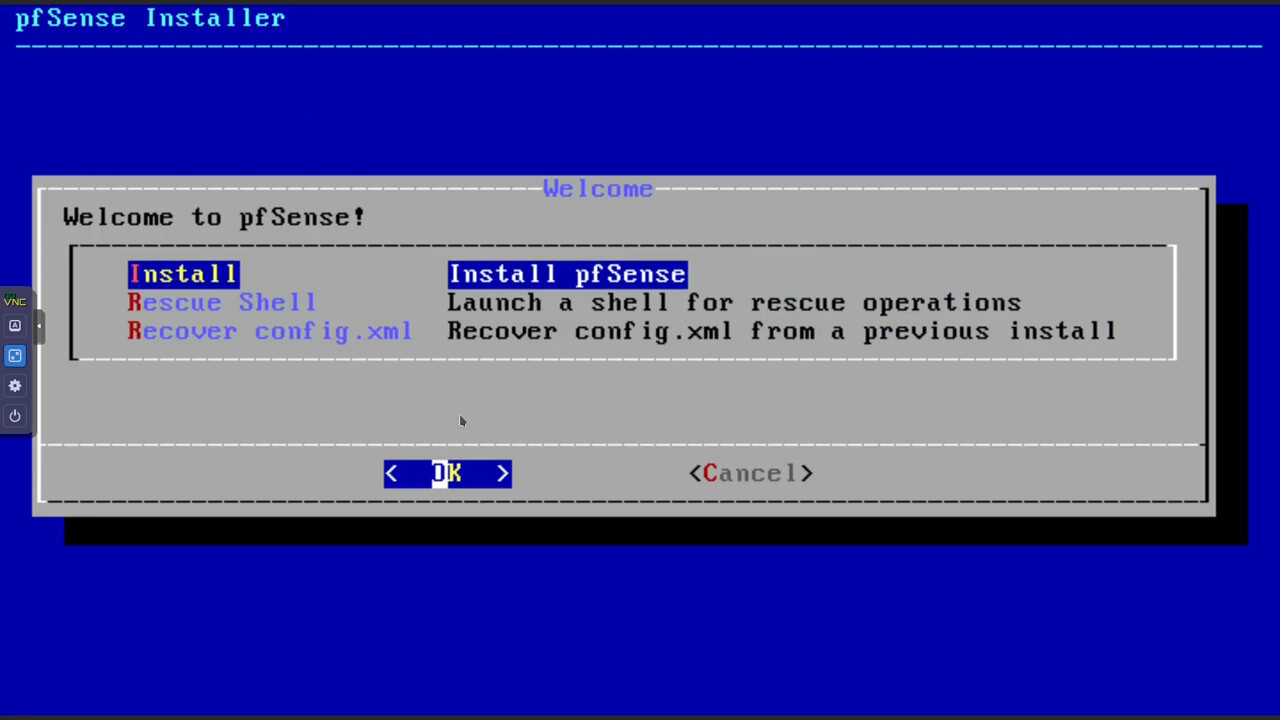 pfSense Installer
Welcome
Welcome to pfSense!
Install Install pfSense
Rescue Shell Launch a shell for rescue operations
Recover config.xml Recover config.xml from a previous install
VNC
A
< OK > <Cancel>